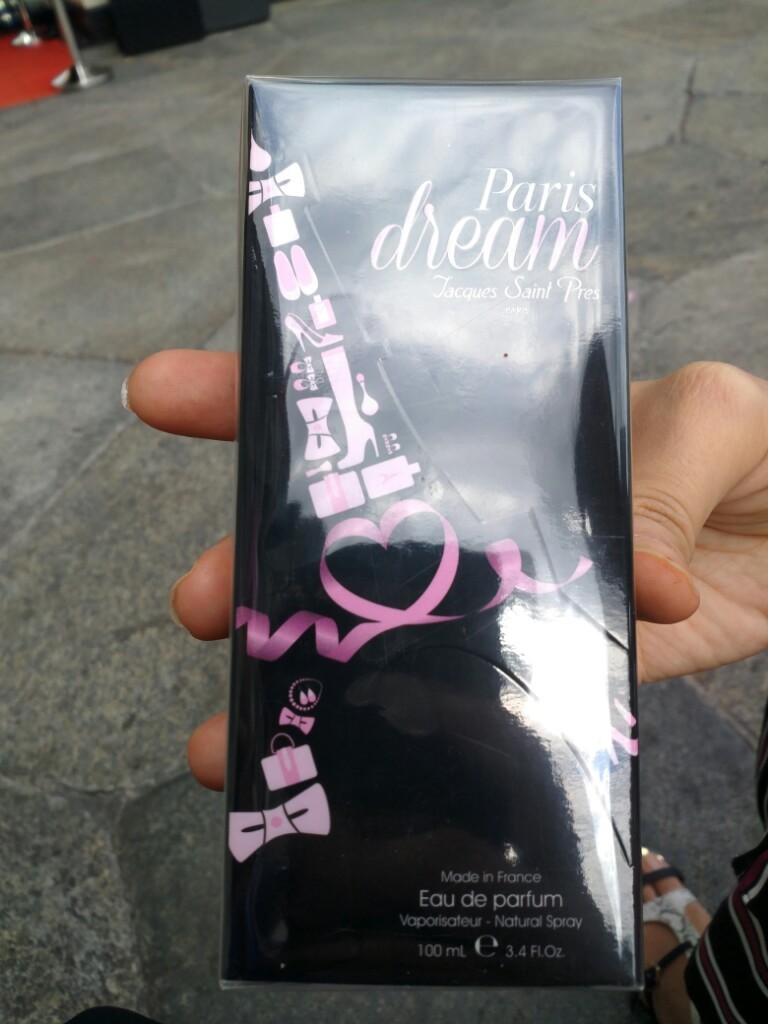 Paris
dream
Jacques Saint Pres
PARIS
Made in France
Eau de parfum
Vaporisateur - Natural Spray
100 mL e 3.4 Fl.Oz.